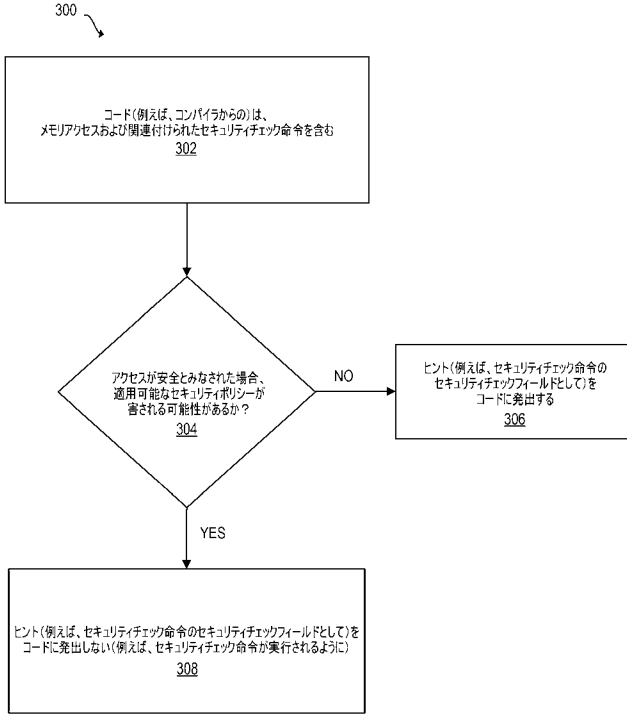 300
コード(例えば、コンパイラからの)は、
メモリアクセスおよび関連付けられたセキュリティチェック命令を含む
302
アクセスが安全とみなされた場合、
適用可能なセキュリティポリシーが
害される可能性があるか?
304
NO
ヒント(例えば、セキュリティチェック命令の
セキュリティチェックフィールドとして)を
コードに発出する
306
YES
ヒント(例えば、セキュリティチェック命令のセキュリティチェックフィールドとして)を
コードに発出しない(例えば、セキュリティチェック命令が実行されるように)
308